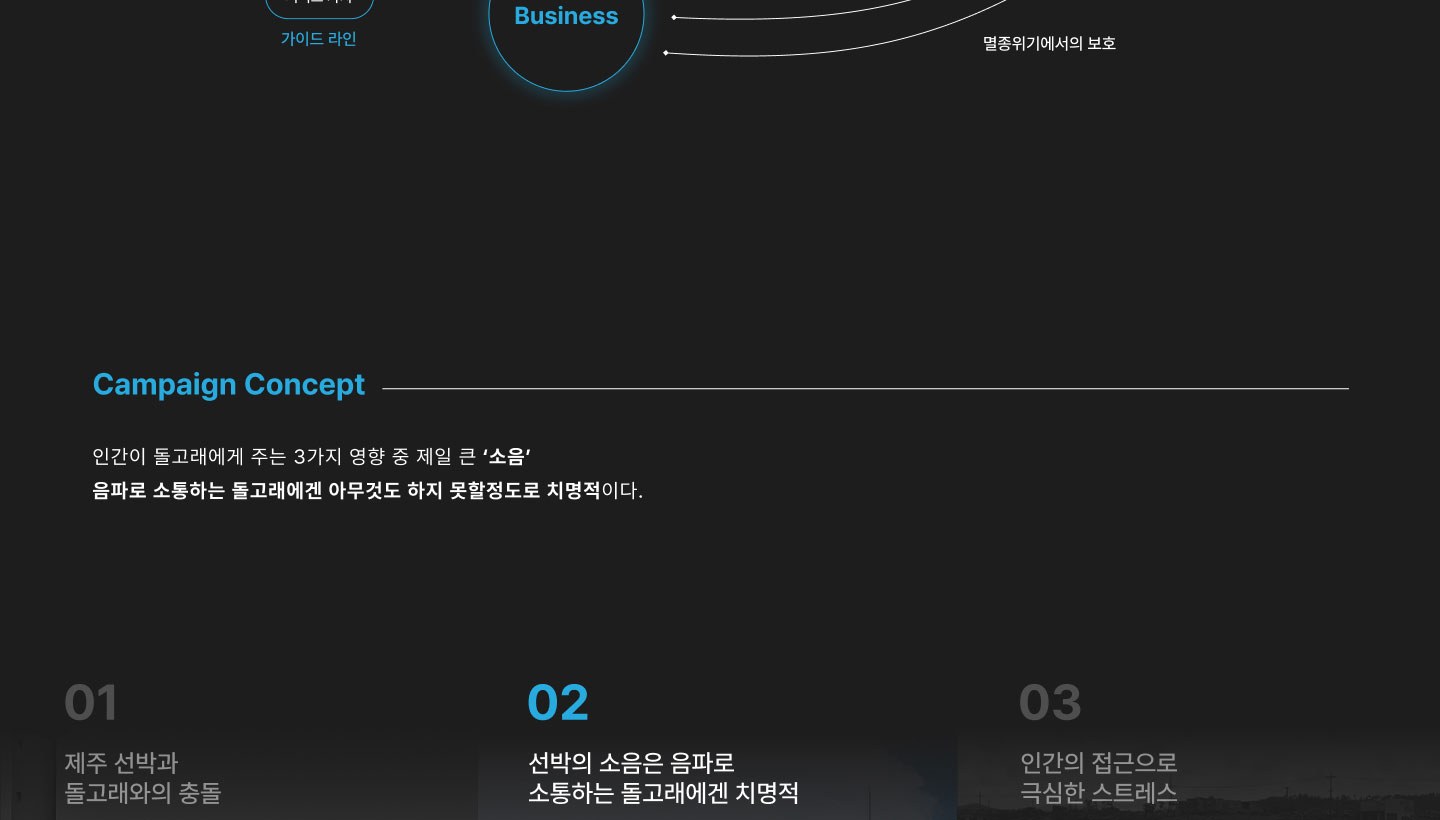 Business
가이드 라인
멸종위기에서의 보호
Campaign Concept
인간이 돌고래에게 주는 3가지 영향 중 제일 큰 ‘소음’
음파로 소통하는 돌고래에겐 아무것도 하지 못할정도로 치명적이다.
01
제주 선박과
돌고래와의 충돌
02
선박의 소음은 음파로
소통하는 돌고래에겐 치명적
03
인간의 접근으로
극심한 스트레스